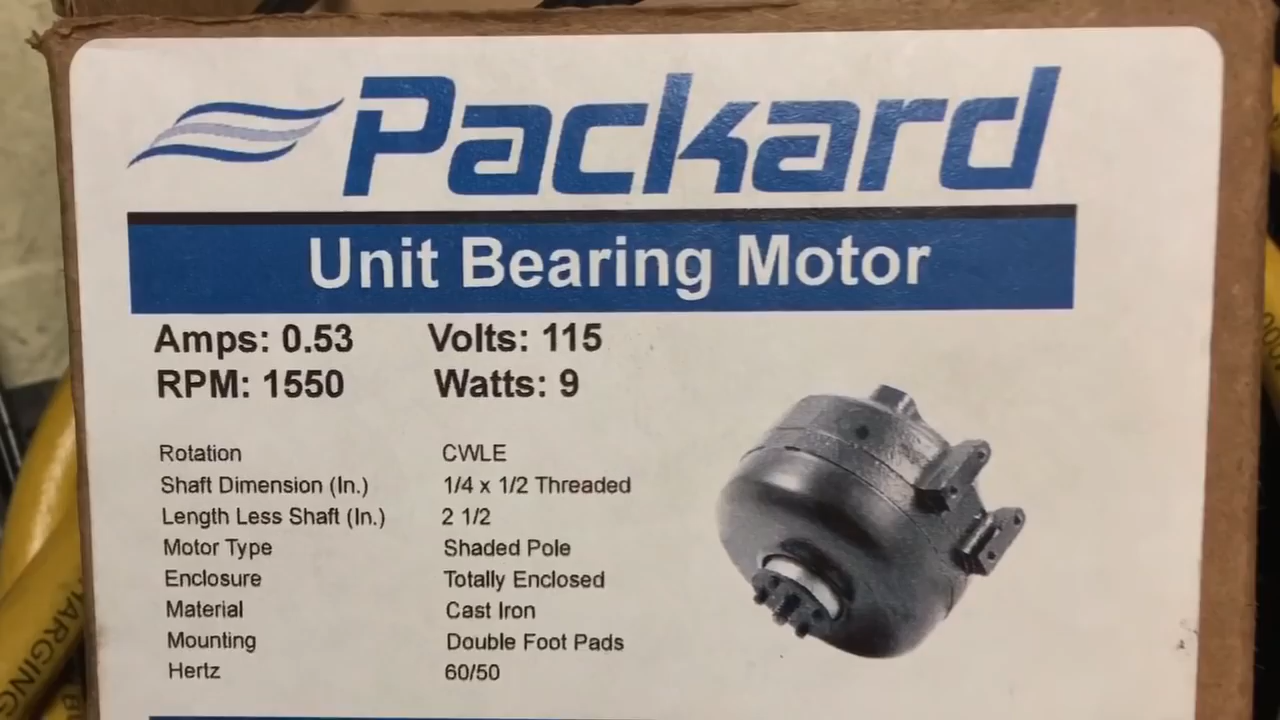 Packard
Unit Bearing Motor
Amps: 0.53 Volts: 115
RPM: 1550 Watts: 9
Rotation CWLE
Shaft Dimension (In.) 1/4 x 1/2 Threaded
Length Less Shaft (In.) 2 1/2
Motor Type Shaded Pole
Enclosure Totally Enclosed
Material Cast Iron
Mounting Double Foot Pads
Hertz 60/50